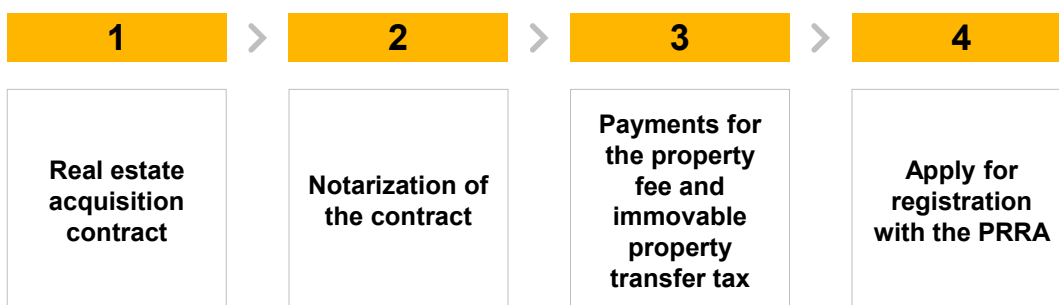 1
2
3
4
Real estate
acquisition
contract
Notarization of
the contract
Payments for
the property
fee and
immovable
property
transfer tax
Apply for
registration
with the PRRA